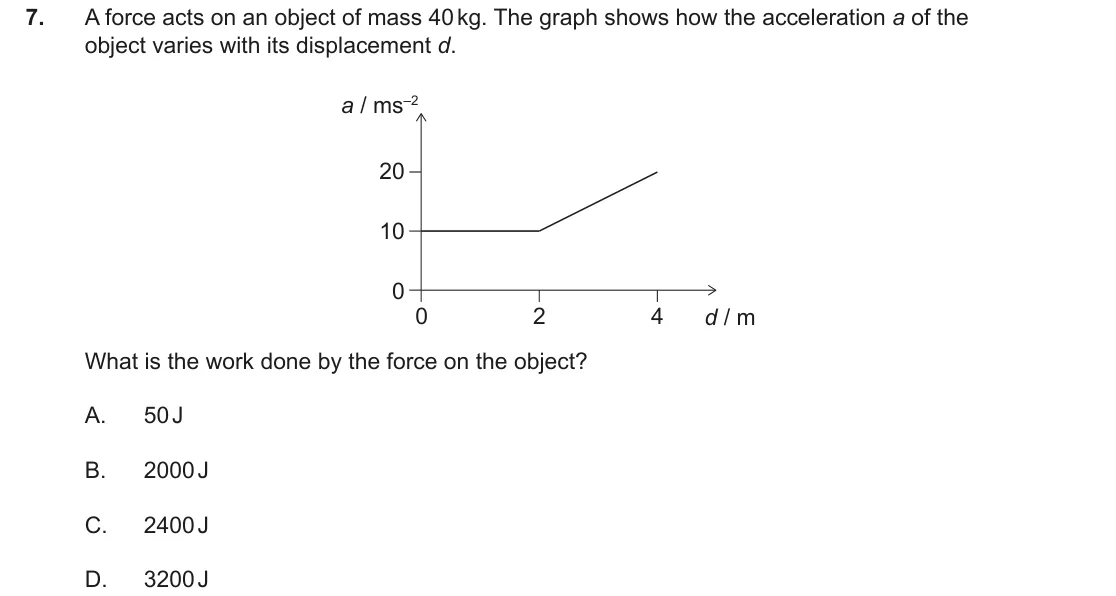 7. A force acts on an object of mass 40 kg. The graph shows how the acceleration a of the
object varies with its displacement d.
a / ms⁻²
20
10
0
0 2 4 d / m
What is the work done by the force on the object?
A. 50 J
B. 2000 J
C. 2400 J
D. 3200 J